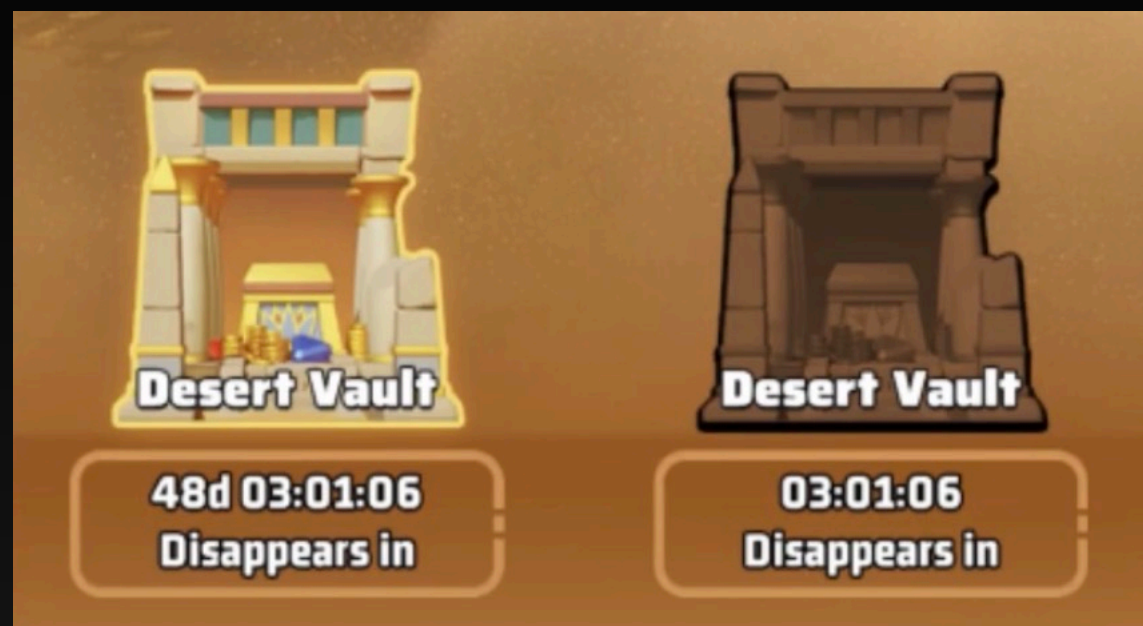 Desert Vault
48d 03:01:06
Disappears in
Desert Vault
03:01:06
Disappears in